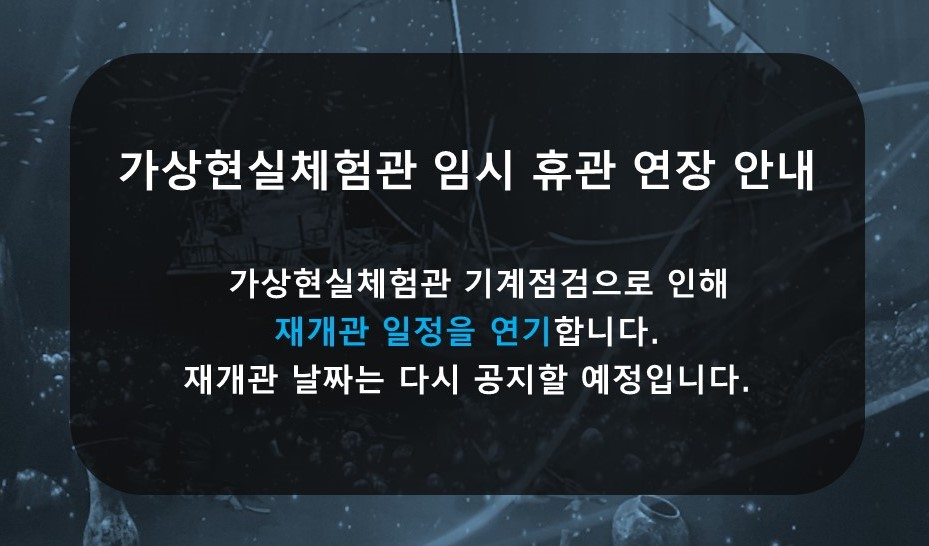 가상현실체험관 임시 휴관 연장 안내
가상현실체험관 기계점검으로 인해
재개관 일정을 연기합니다.
재개관 날짜는 다시 공지할 예정입니다.